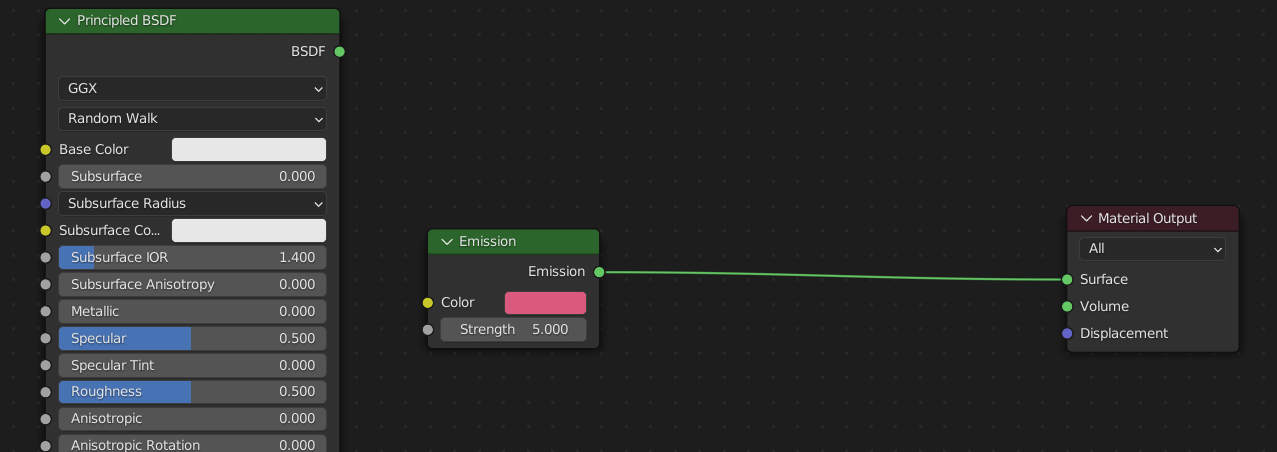 Principled BSDF
BSDF
GGX
Random Walk
Base Color
Subsurface 0.000
Subsurface Radius
Subsurface Co...
Subsurface IOR 1.400
Subsurface Anisotropy 0.000
Metallic 0.000
Specular 0.500
Specular Tint 0.000
Roughness 0.500
Anisotropic 0.000
Anisotropic Rotation 0.000
Emission
Emission
Color
Strength 5.000
Material Output
All
Surface
Volume
Displacement